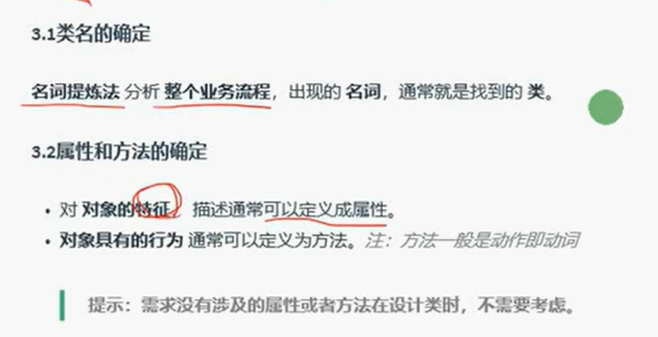 3.1类名的确定
名词提炼法 分析 整个业务流程，出现的 名词，通常就是找到的 类。
3.2属性和方法的确定
• 对 对象的特征 描述通常可以定义成属性。
• 对象具有的行为 通常可以定义为方法。注：方法一般是动作即动词
提示：需求没有涉及的属性或者方法在设计类时，不需要考虑。